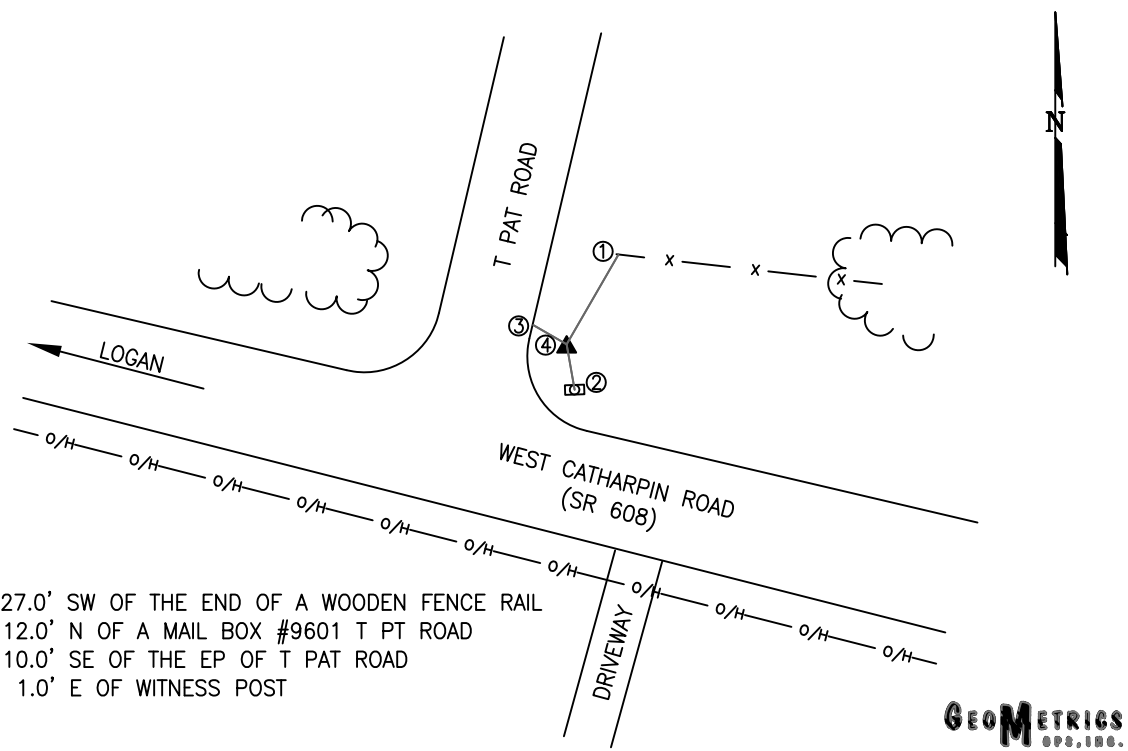 N
T PAT ROAD
1
X X X
3
4
2
LOGAN
WEST CATHARPIN ROAD
(SR 608)
O/H O/H O/H O/H O/H O/H O/H O/H O/H O/H O/H
DRIVEWAY
27.0' SW OF THE END OF A WOODEN FENCE RAIL
12.0' N OF A MAIL BOX #9601 T PT ROAD
10.0' SE OF THE EP OF T PAT ROAD
1.0' E OF WITNESS POST
GEOMETRICS
GPS, INC.